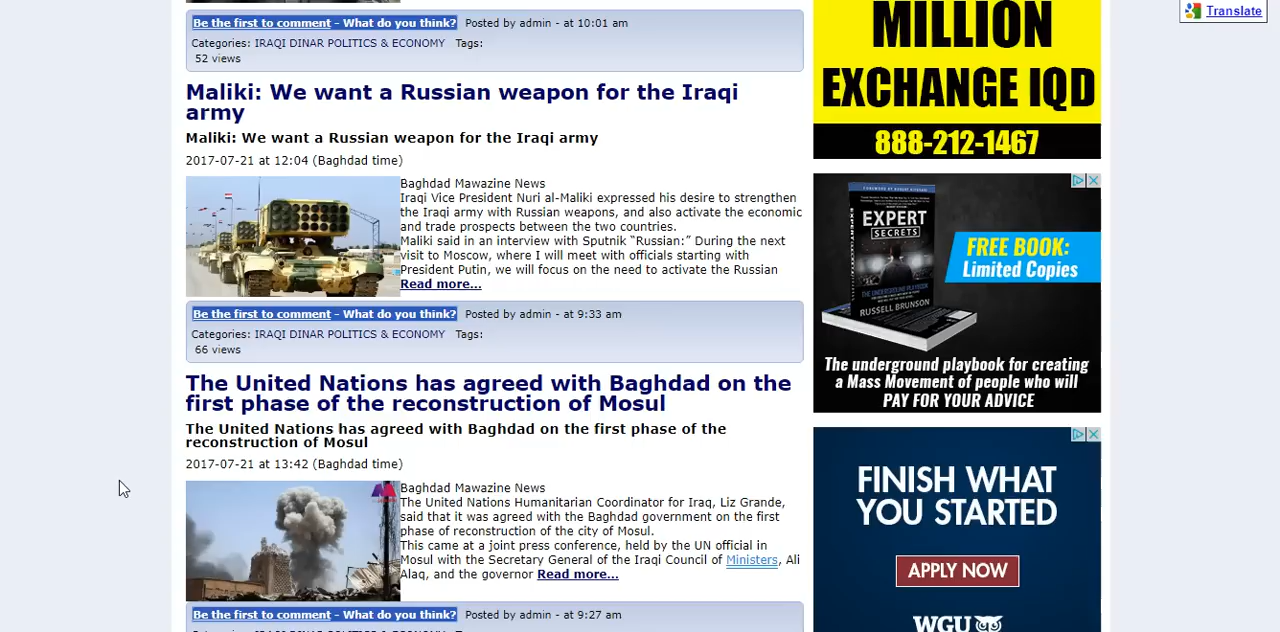 Be the first to comment - What do you think? Posted by admin - at 10:01 am
Categories: IRAQI DINAR POLITICS & ECONOMY Tags:
52 views
Maliki: We want a Russian weapon for the Iraqi
army
Maliki: We want a Russian weapon for the Iraqi army
2017-07-21 at 12:04 (Baghdad time)
Baghdad Mawazine News
Iraqi Vice President Nuri al-Maliki expressed his desire to strengthen
the Iraqi army with Russian weapons, and also activate the economic
and trade prospects between the two countries.
Maliki said in an interview with Sputnik “Russian:” During the next
visit to Moscow, where I will meet with officials starting with
President Putin, we will focus on the need to activate the Russian
Read more...
Be the first to comment - What do you think? Posted by admin - at 9:33 am
Categories: IRAQI DINAR POLITICS & ECONOMY Tags:
66 views
The United Nations has agreed with Baghdad on the
first phase of the reconstruction of Mosul
The United Nations has agreed with Baghdad on the first phase of the
reconstruction of Mosul
2017-07-21 at 13:42 (Baghdad time)
Baghdad Mawazine News
The United Nations Humanitarian Coordinator for Iraq, Liz Grande,
said that it was agreed with the Baghdad government on the first
phase of reconstruction of the city of Mosul.
This came at a joint press conference, held by the UN official in
Mosul with the Secretary General of the Iraqi Council of Ministers, Ali
Alaq, and the governor Read more...
Be the first to comment - What do you think? Posted by admin - at 9:27 am
Translate
MILLION
EXCHANGE IQD
888-212-1467
EXPERT
SECRETS
THE UNDERGROUND PLAYBOOK
RUSSELL BRUNSON
FREE BOOK:
Limited Copies
The underground playbook for creating
a Mass Movement of people who will
PAY FOR YOUR ADVICE
FINISH WHAT
YOU STARTED
APPLY NOW
WGU